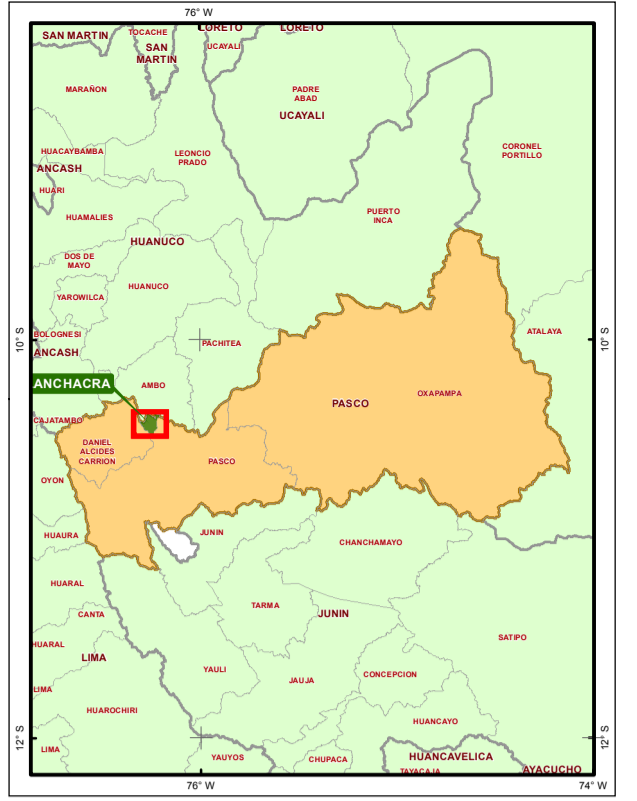 76° W
SAN MARTIN
TOCACHE
LORETO
LORETO
SAN
MARTIN
UCAYALI
MARAÑON
PADRE
ABAD
UCAYALI
HUACAYBAMBA
LEONCIO
PRADO
CORONEL
PORTILLO
ANCASH
HUARI
HUAMALIES
PUERTO
INCA
HUANUCO
DOS DE
MAYO
HUANUCO
YAROWILCA
10° S
BOLOGNESI
PACHITEA
ATALAYA
10° S
ANCASH
ANCHACRA
AMBO
OXAPAMPA
PASCO
CAJATAMBO
DANIEL
ALCIDES
CARRION
PASCO
OYON
HUAURA
JUNIN
CHANCHAMAYO
HUARAL
CANTA
TARMA
JUNIN
HUARAL
LIMA
SATIPO
YAULI
JAUJA
CONCEPCION
LIMA
HUAROCHIRI
HUANCAYO
12° S
LIMA
YAUYOS
CHUPACA
HUANCAVELICA
12° S
TAYACAJA
AYACUCHO
76° W
74° W